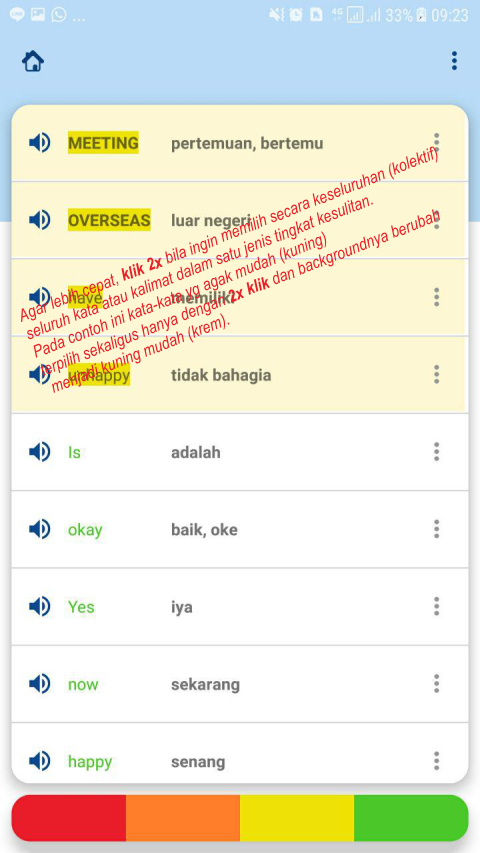 ... 4G 33% 09:23
MEETING pertemuan, bertemu
OVERSEAS luar negeri
have memiliki
unhappy tidak bahagia
Agar lebih cepat, klik 2x bila ingin memilih secara keseluruhan (kolektif)
seluruh kata atau kalimat dalam satu jenis tingkat kesulitan.
Pada contoh ini kata-kata yg agak mudah (kuning)
terpilih sekaligus hanya dengan 2x klik dan backgroundnya berubah
menjadi kuning mudah (krem).
Is adalah
okay baik, oke
Yes iya
now sekarang
happy senang